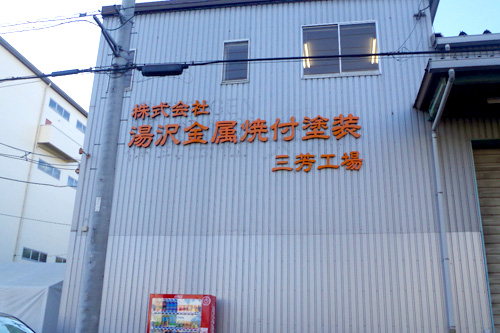 株式会社
湯沢金属焼付塗装
三芳工場